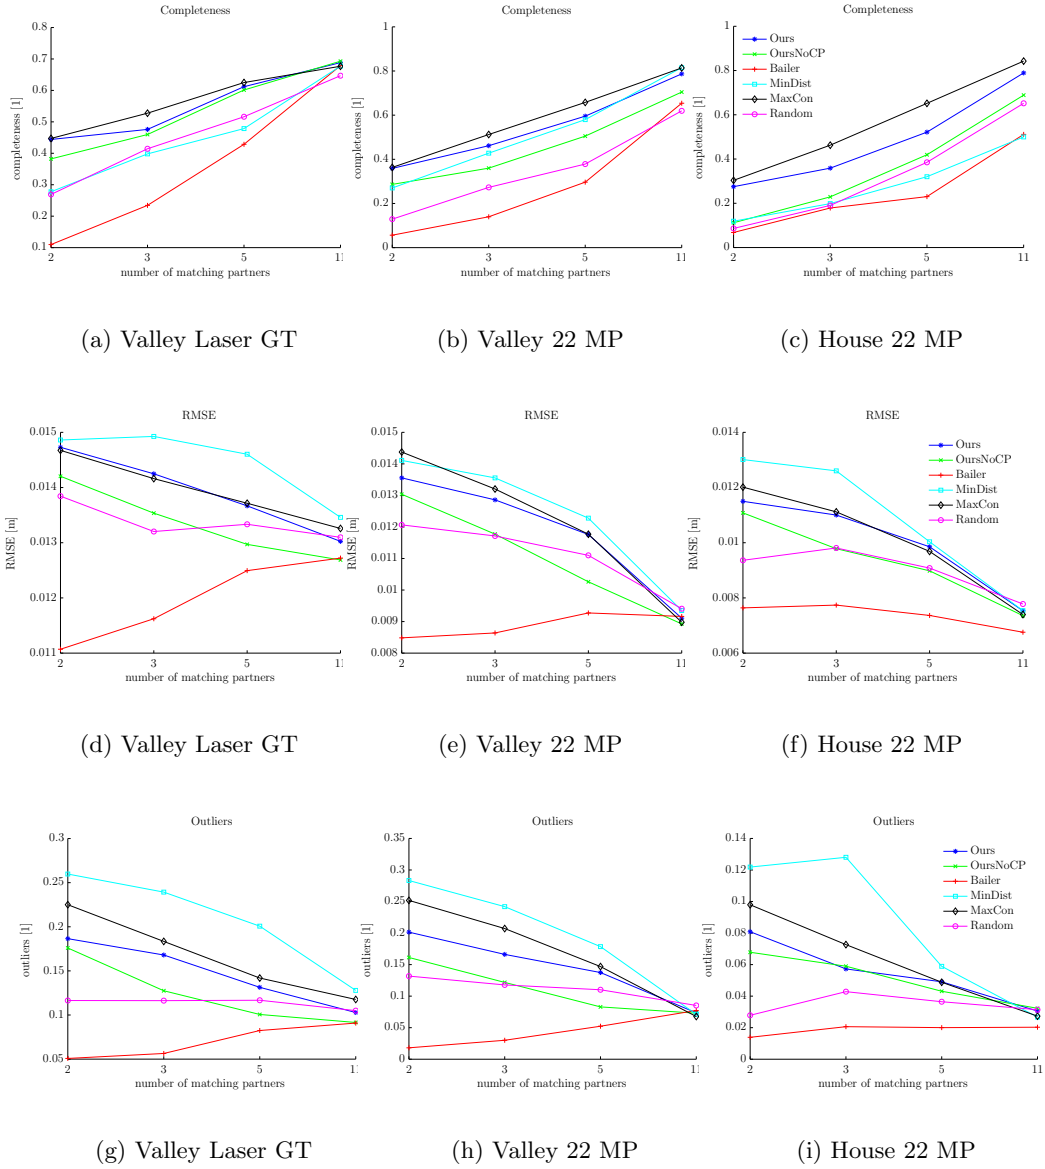 Completeness
0.8
0.7
0.6
0.5
0.4
0.3
0.2
0.1
completeness [1]
2 3 5 11
number of matching partners
(a) Valley Laser GT
Completeness
1
0.8
0.6
0.4
0.2
0
completeness [1]
2 3 5 11
number of matching partners
(b) Valley 22 MP
Completeness
1
0.8
0.6
0.4
0.2
0
completeness [1]
Ours
OursNoCP
Bailer
MinDist
MaxCon
Random
2 3 5 11
number of matching partners
(c) House 22 MP
RMSE
0.015
0.014
0.013
0.012
0.011
RMSE [m]
2 3 5 11
number of matching partners
(d) Valley Laser GT
RMSE
0.015
0.014
0.013
0.012
0.011
0.01
0.009
0.008
RMSE [m]
2 3 5 11
number of matching partners
(e) Valley 22 MP
RMSE
0.014
0.012
0.01
0.008
0.006
RMSE [m]
Ours
OursNoCP
Bailer
MinDist
MaxCon
Random
2 3 5 11
number of matching partners
(f) House 22 MP
Outliers
0.3
0.25
0.2
0.15
0.1
0.05
outliers [1]
2 3 5 11
number of matching partners
(g) Valley Laser GT
Outliers
0.35
0.3
0.25
0.2
0.15
0.1
0.05
0
outliers [1]
2 3 5 11
number of matching partners
(h) Valley 22 MP
Outliers
0.14
0.12
0.1
0.08
0.06
0.04
0.02
0
outliers [1]
Ours
OursNoCP
Bailer
MinDist
MaxCon
Random
2 3 5 11
number of matching partners
(i) House 22 MP